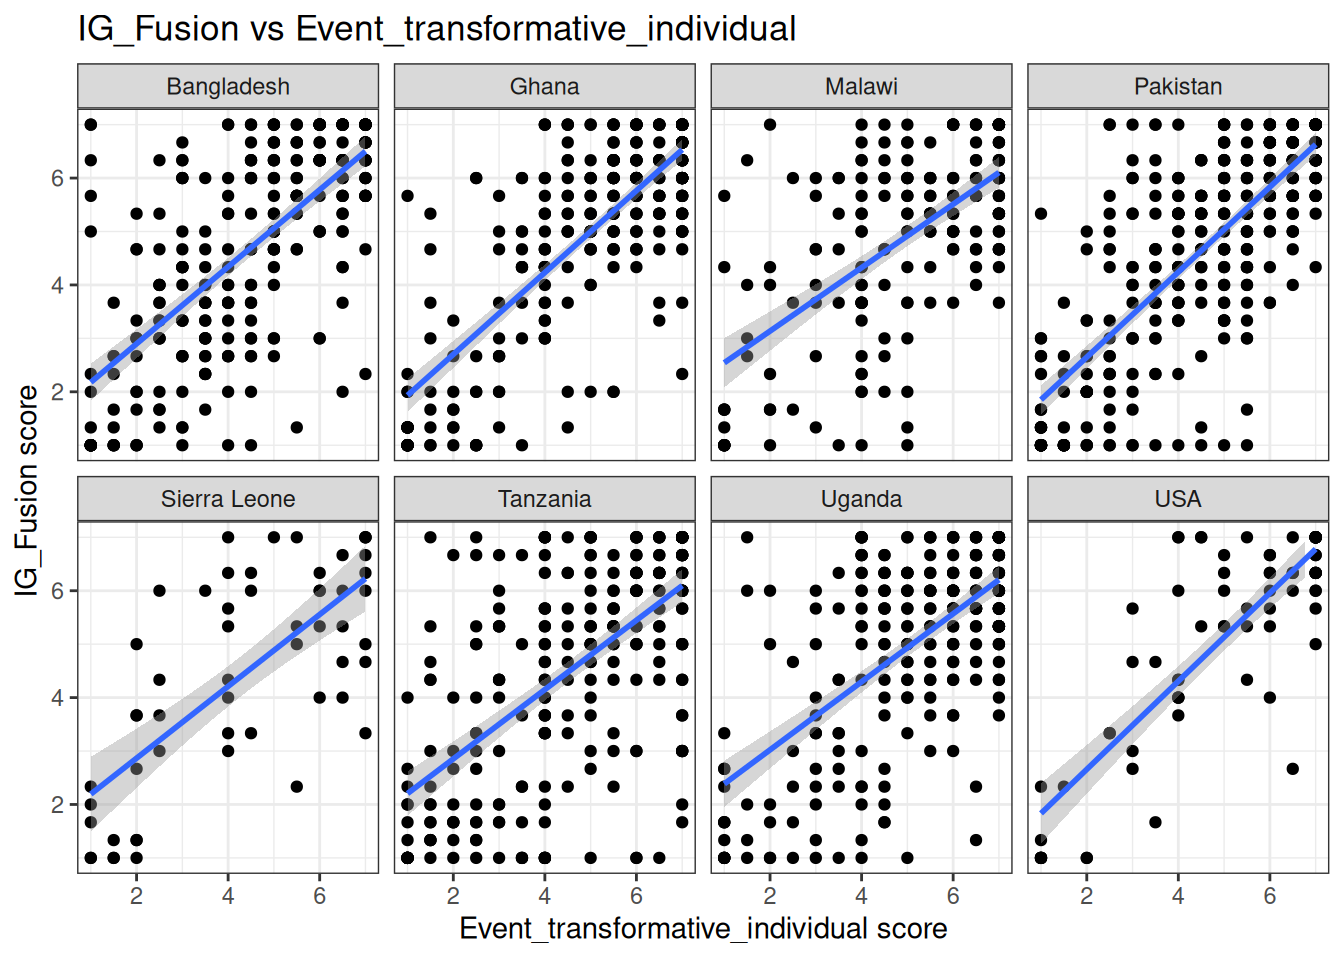 IG_Fusion vs Event_transformative_individual
Bangladesh Ghana Malawi Pakistan
6
4
2
Sierra Leone Tanzania Uganda USA
6
4
2
IG_Fusion score
2 4 6 2 4 6 2 4 6 2 4 6
Event_transformative_individual score